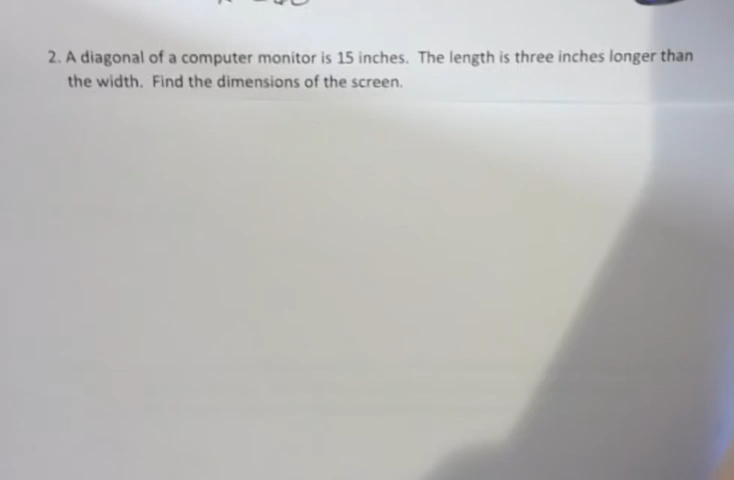 2. A diagonal of a computer monitor is 15 inches. The length is three inches longer than
the width. Find the dimensions of the screen.